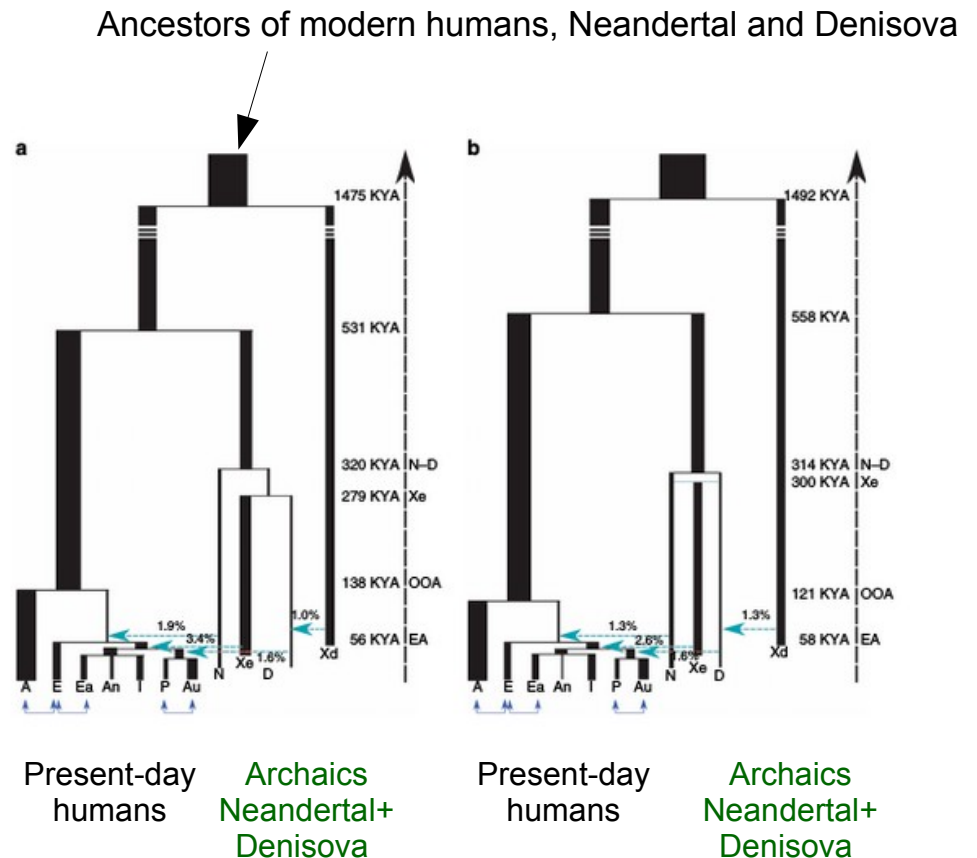 Ancestors of modern humans, Neandertal and Denisova
a
1475 KYA
531 KYA
320 KYA N–D
279 KYA Xe
138 KYA OOA
1.0%
1.9%
56 KYA EA
3.4%
1.6%
Xe
Xd
N
D
A E Ea An I P Au
b
1492 KYA
558 KYA
314 KYA N–D
300 KYA Xe
121 KYA OOA
1.3%
1.3%
58 KYA EA
2.6%
1.6%
Xe
Xd
N
D
A E Ea An I P Au
Present-day
humans
Archaics
Neandertal+
Denisova
Present-day
humans
Archaics
Neandertal+
Denisova